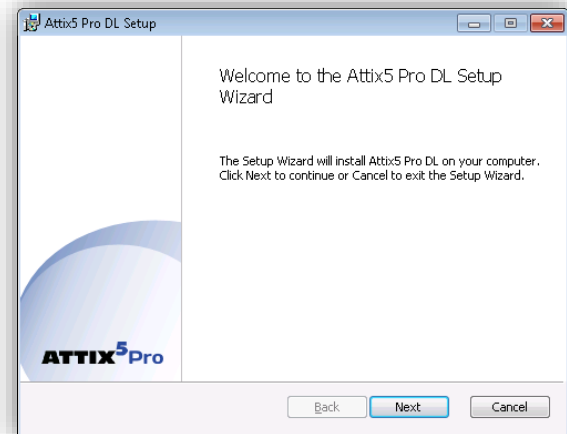 Attix5 Pro DL Setup
Welcome to the Attix5 Pro DL Setup
Wizard
The Setup Wizard will install Attix5 Pro DL on your computer.
Click Next to continue or Cancel to exit the Setup Wizard.
ATTIX5Pro
Back Next Cancel